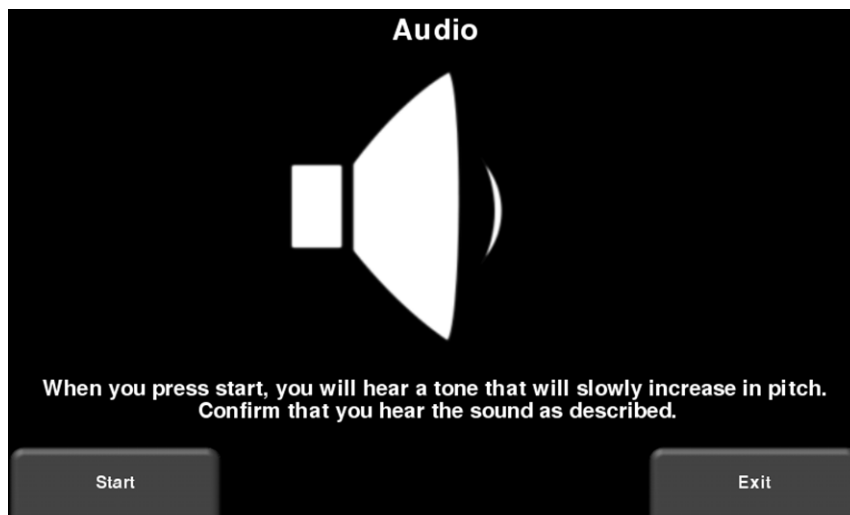 Audio
When you press start, you will hear a tone that will slowly increase in pitch.
Confirm that you hear the sound as described.
Start
Exit